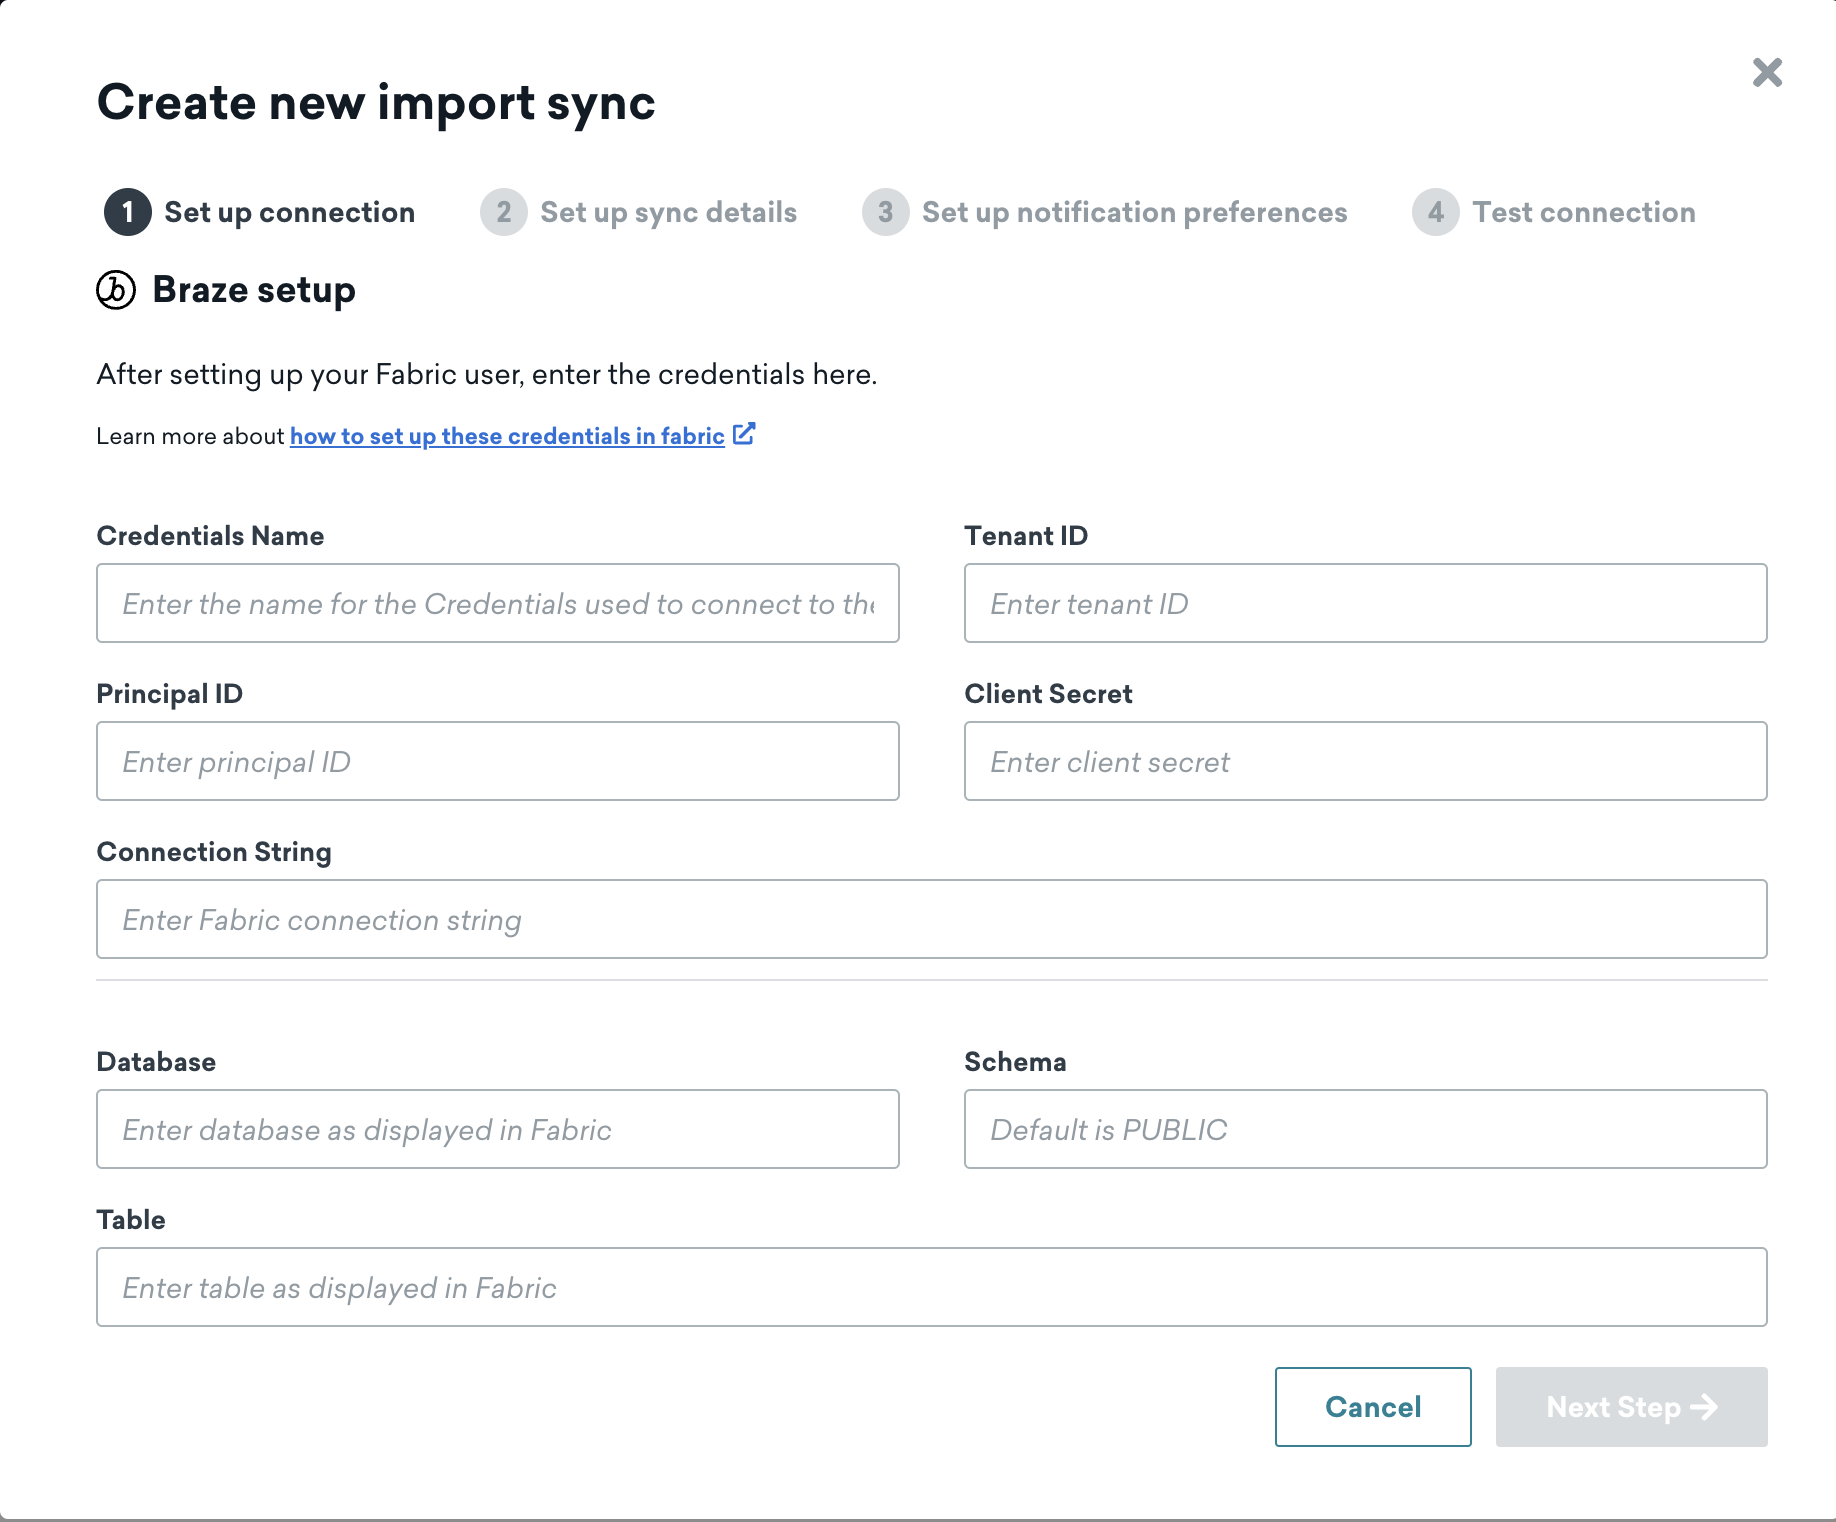 Create new import sync
1 Set up connection 2 Set up sync details 3 Set up notification preferences 4 Test connection
b Braze setup
After setting up your Fabric user, enter the credentials here.
Learn more about how to set up these credentials in fabric
Credentials Name Tenant ID
Enter the name for the Credentials used to connect to the Enter tenant ID
Principal ID Client Secret
Enter principal ID Enter client secret
Connection String
Enter Fabric connection string
Database Schema
Enter database as displayed in Fabric Default is PUBLIC
Table
Enter table as displayed in Fabric
Cancel Next Step